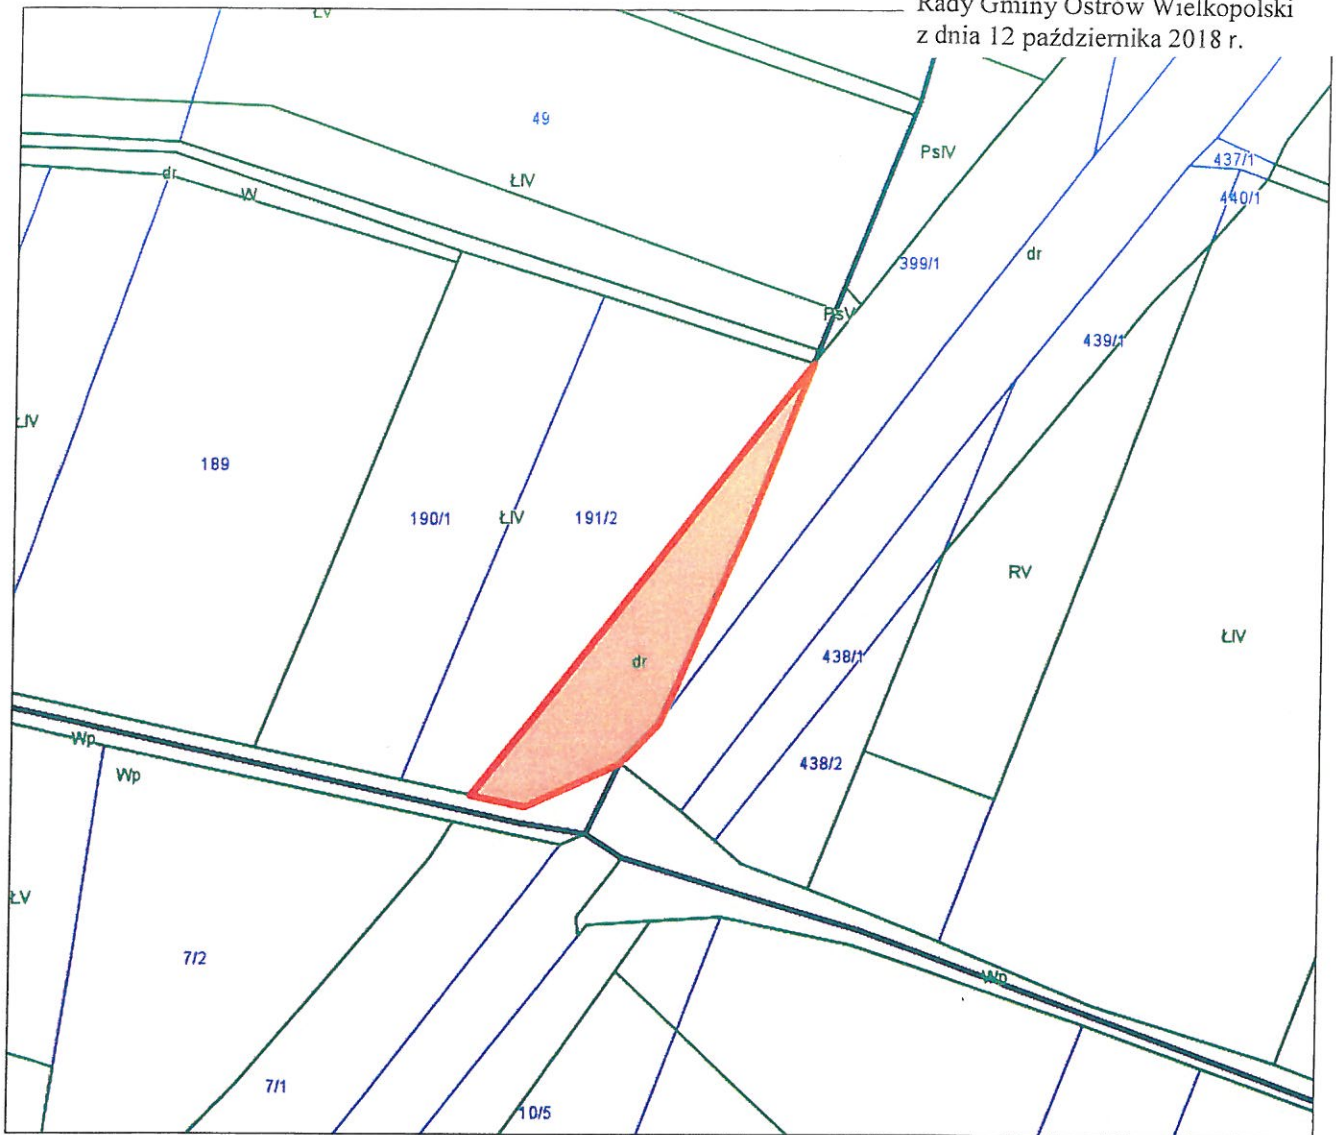 Rady Gminy Ostrów Wielkopolski
z dnia 12 października 2018 r.
ŁV
49
PsIV
437/1
440/1
dr
W
ŁIV
399/1
dr
PsV
439/1
ŁIV
189
190/1
ŁIV
191/2
RV
ŁIV
dr
438/1
438/2
Wp
Wp
ŁV
7/2
Wp
7/1
10/5